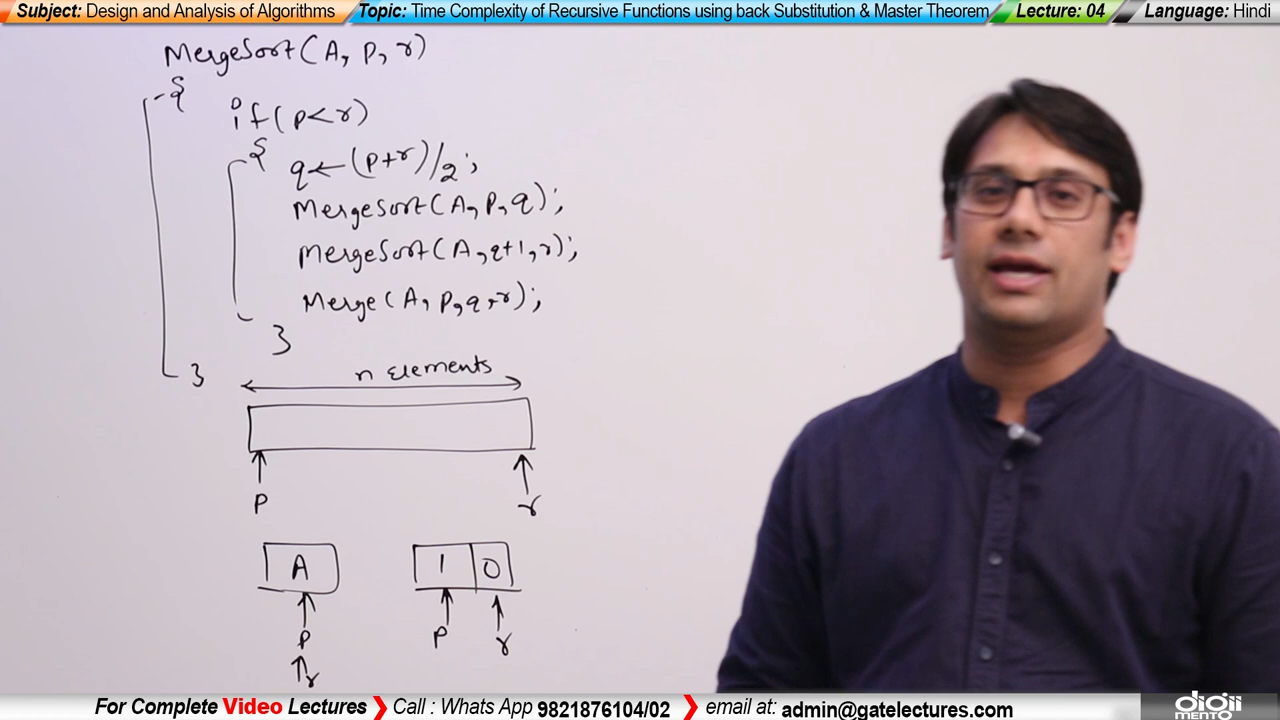 Subject: Design and Analysis of Algorithms Topic: Time Complexity of Recursive Functions using back Substitution & Master Theorem Lecture: 04 Language: Hindi
MergeSort(A, P, r)
{
if(p<r)
{ q←(p+r)/2;
MergeSort(A,P,q);
MergeSort(A,q+1,r);
Merge(A,P,q,r);
}
}
n Elements
P r
A 1 0
P P r
r
For Complete Video Lectures ❯ Call : Whats App 9821876104/02 ❯ email at: admin@gatelectures.com
digii
MENTO